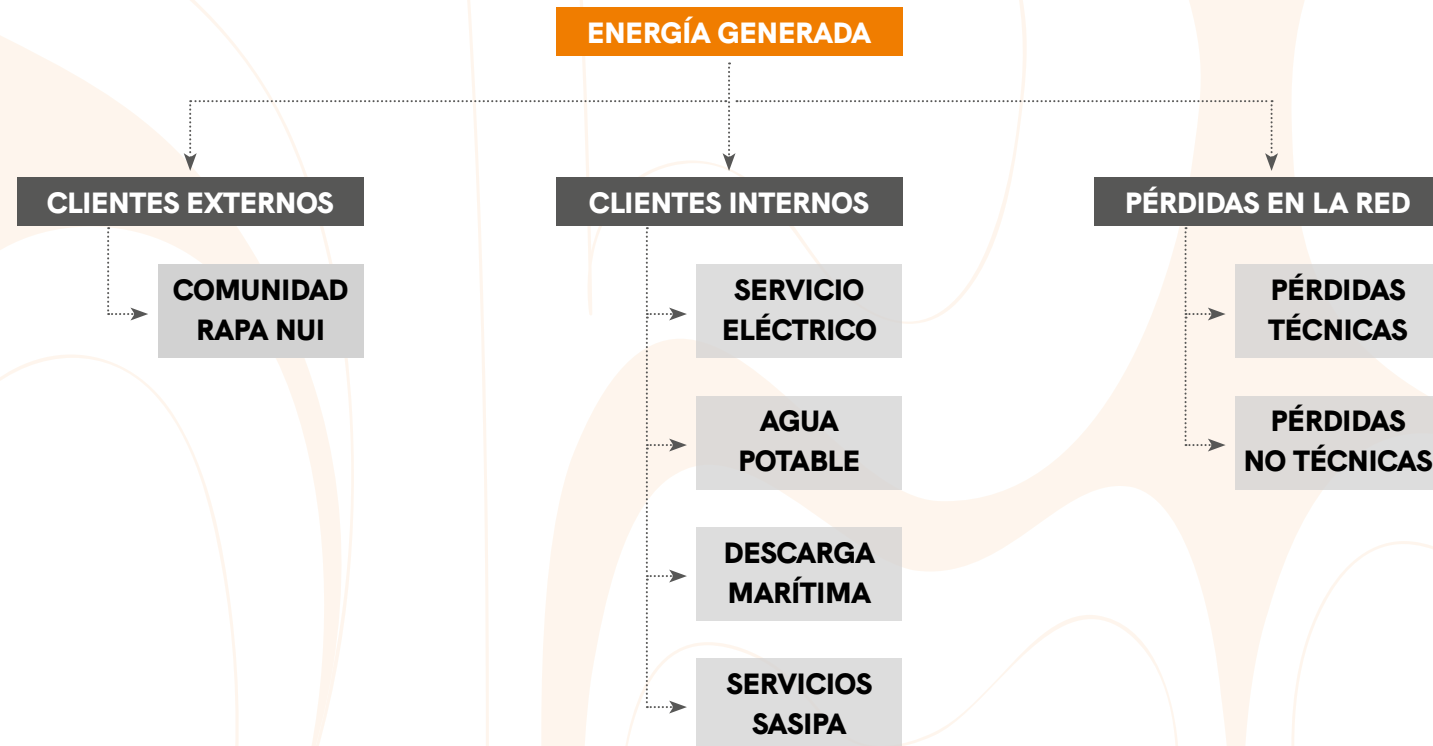 ENERGÍA GENERADA
CLIENTES EXTERNOS
COMUNIDAD
RAPA NUI
CLIENTES INTERNOS
SERVICIO
ELÉCTRICO
AGUA
POTABLE
DESCARGA
MARÍTIMA
SERVICIOS
SASIPA
PÉRDIDAS EN LA RED
PÉRDIDAS
TÉCNICAS
PÉRDIDAS
NO TÉCNICAS